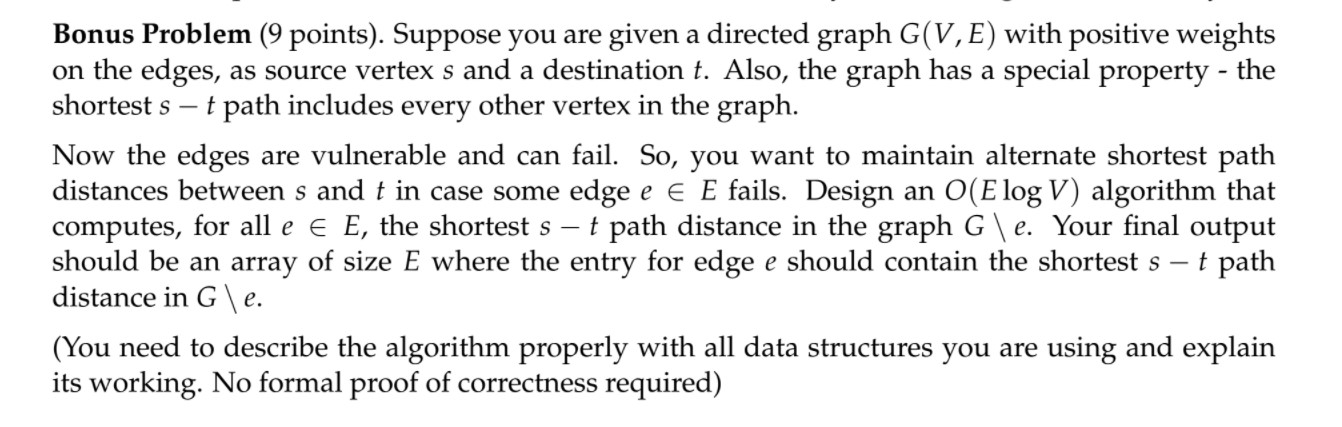 Bonus Problem (9 points). Suppose you are given a directed graph G(V, E) with positive weights
on the edges, as source vertex s and a destination t. Also, the graph has a special property - the
shortest s − t path includes every other vertex in the graph.
Now the edges are vulnerable and can fail. So, you want to maintain alternate shortest path
distances between s and t in case some edge e ∈ E fails. Design an O(E log V) algorithm that
computes, for all e ∈ E, the shortest s − t path distance in the graph G \ e. Your final output
should be an array of size E where the entry for edge e should contain the shortest s − t path
distance in G \ e.
(You need to describe the algorithm properly with all data structures you are using and explain
its working. No formal proof of correctness required)